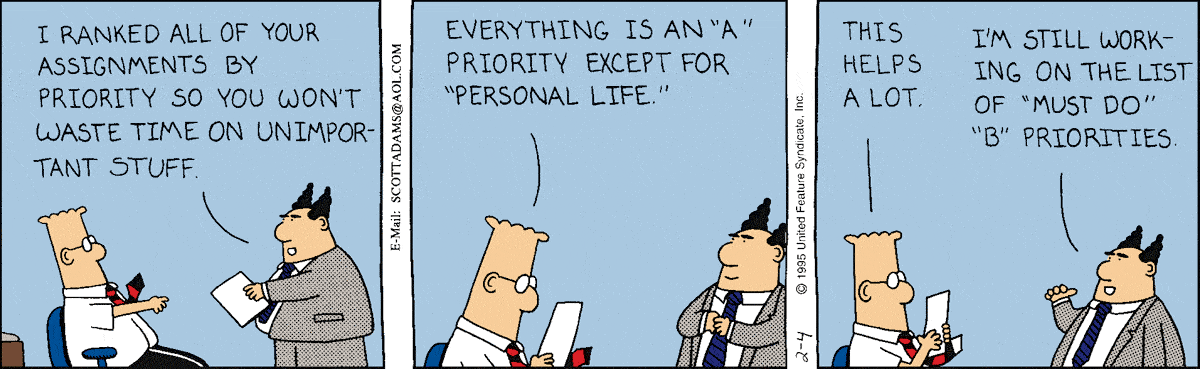 I RANKED ALL OF YOUR
ASSIGNMENTS BY
PRIORITY SO YOU WON'T
WASTE TIME ON UNIMPOR-
TANT STUFF.
E-Mail: SCOTTADAMS@AOL.COM
EVERYTHING IS AN "A"
PRIORITY EXCEPT FOR
"PERSONAL LIFE."
© 1995 United Feature Syndicate, Inc.
2-4
THIS
HELPS
A LOT.
I'M STILL WORK-
ING ON THE LIST
OF "MUST DO"
"B" PRIORITIES.